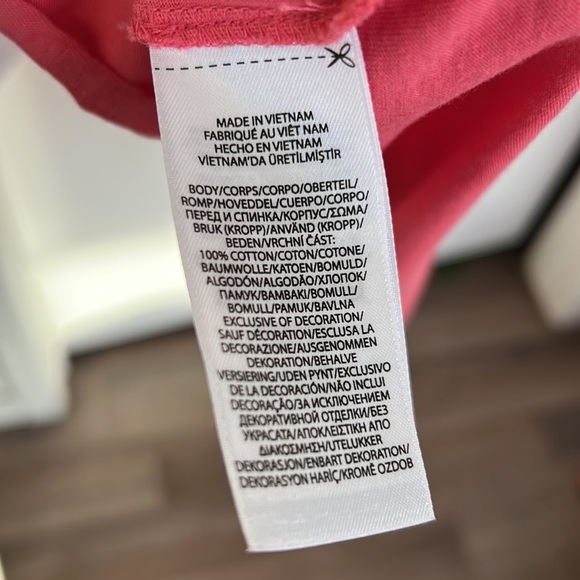 MADE IN VIETNAM
FABRIQUÉ AU VIÊT NAM
HECHO EN VIETNAM
VİETNAM'DA ÜRETİLMİŞTİR
BODY/CORPS/CORPO/OBERTEIL/
ROMP/HOVEDDEL/CUERPO/CORPO/
ПЕРЕД И СПИНКА/КОРПУС/ΣΩΜΑ/
BRUK (KROPP)/ANVÄND (KROPP)/
BEDEN/VRCHNÍ ČÁST:
100% COTTON/COTON/COTONE/
BAUMWOLLE/KATOEN/BOMULD/
ALGODÓN/ALGODÃO/ХЛОПОК/
ПАМУК/BAMBAKI/BOMULL/
BOMULL/PAMUK/BAVLNA
EXCLUSIVE OF DECORATION/
SAUF DÉCORATION/ESCLUSA LA
DECORAZIONE/AUSGENOMMEN
DEKORATION/BEHALVE
VERSIERING/UDEN PYNT/EXCLUSIVO
DE LA DECORACIÓN/NÃO INCLUI
DECORAÇÃO/ЗА ИСКЛЮЧЕНИЕМ
ДЕКОРАТИВНОЙ ОТДЕЛКИ/БЕЗ
УКРАСАТА/ΑΠΟΚΛΕΙΣΤΙΚΗ ΑΠΟ
ΔΙΑΚΟΣΜΗΣΗ/UTELUKKER
DEKORASJON/ENBART DEKORATION/
DEKORASYON HARİÇ/KROMĚ OZDOB